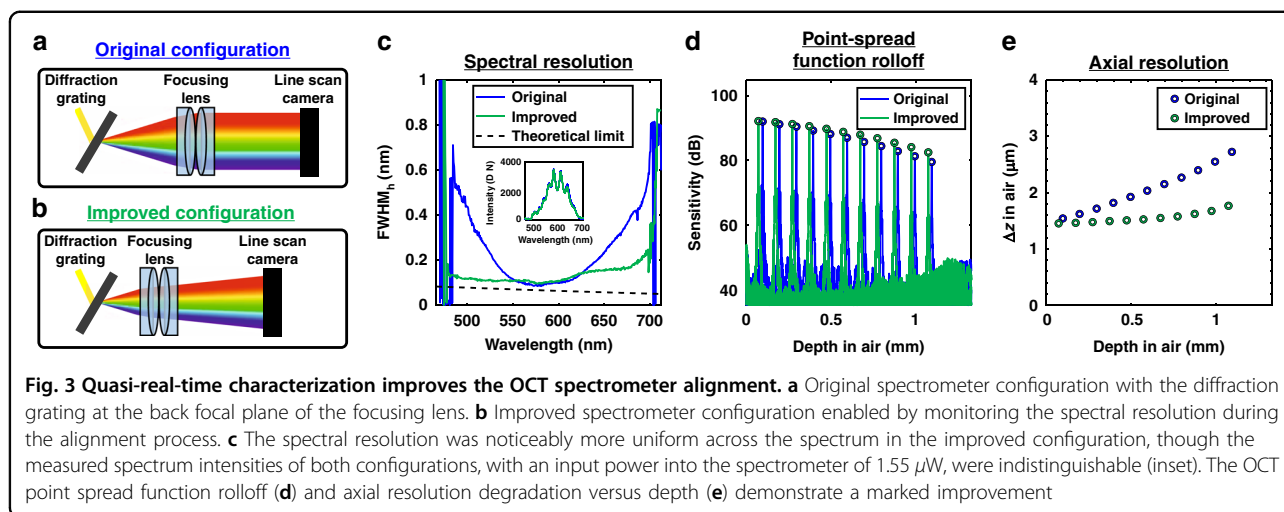 a
Original configuration
Diffraction grating
Focusing lens
Line scan camera
b
Improved configuration
Diffraction grating
Focusing lens
Line scan camera
c
Spectral resolution
Original
Improved
Theoretical limit
FWHMh (nm)
1
0.8
0.6
0.4
0.2
0
500
550
600
650
700
Wavelength (nm)
Intensity (D N)
4000
2000
0
500
600
700
Wavelength (nm)
d
Point-spread
function rolloff
Original
Improved
Sensitivity (dB)
100
80
60
40
0
0.5
1
Depth in air (mm)
e
Axial resolution
Original
Improved
Δz in air (µm)
4
3
2
1
0
0
0.5
1
Depth in air (mm)
Fig. 3 Quasi-real-time characterization improves the OCT spectrometer alignment. a Original spectrometer configuration with the diffraction
grating at the back focal plane of the focusing lens. b Improved spectrometer configuration enabled by monitoring the spectral resolution during
the alignment process. c The spectral resolution was noticeably more uniform across the spectrum in the improved configuration, though the
measured spectrum intensities of both configurations, with an input power into the spectrometer of 1.55 µW, were indistinguishable (inset). The OCT
point spread function rolloff (d) and axial resolution degradation versus depth (e) demonstrate a marked improvement